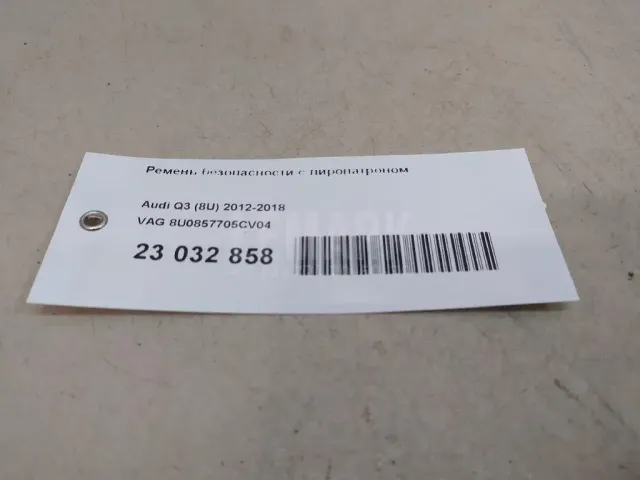 Ремень безопасности с пиропатроном
Audi Q3 (8U) 2012-2018
VAG 8U0857705CV04
23 032 858